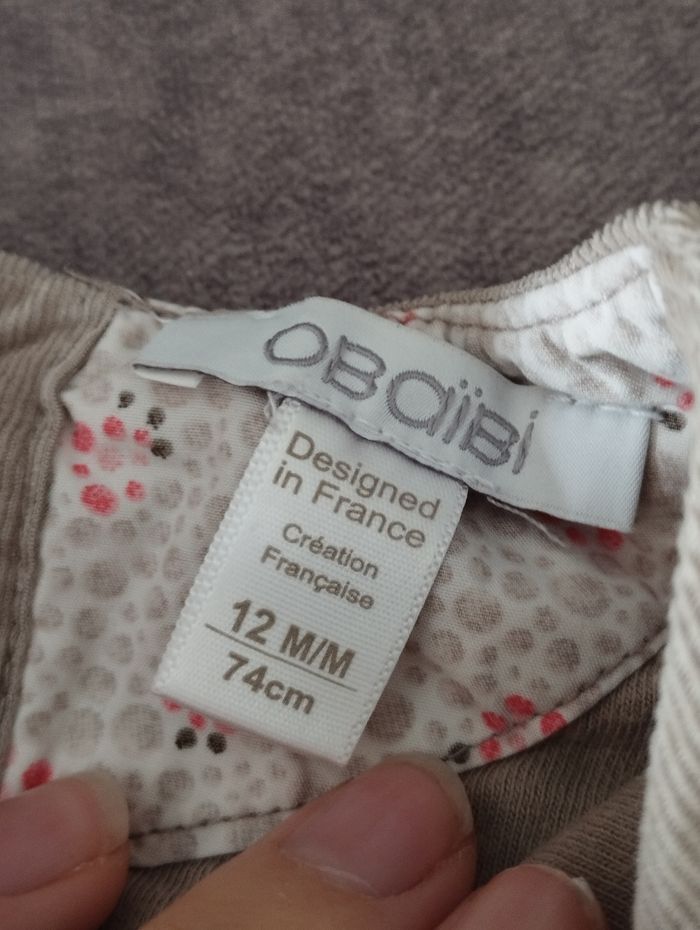 OBaïBi
Designed
in France
Création
Française
12 M/M
74cm